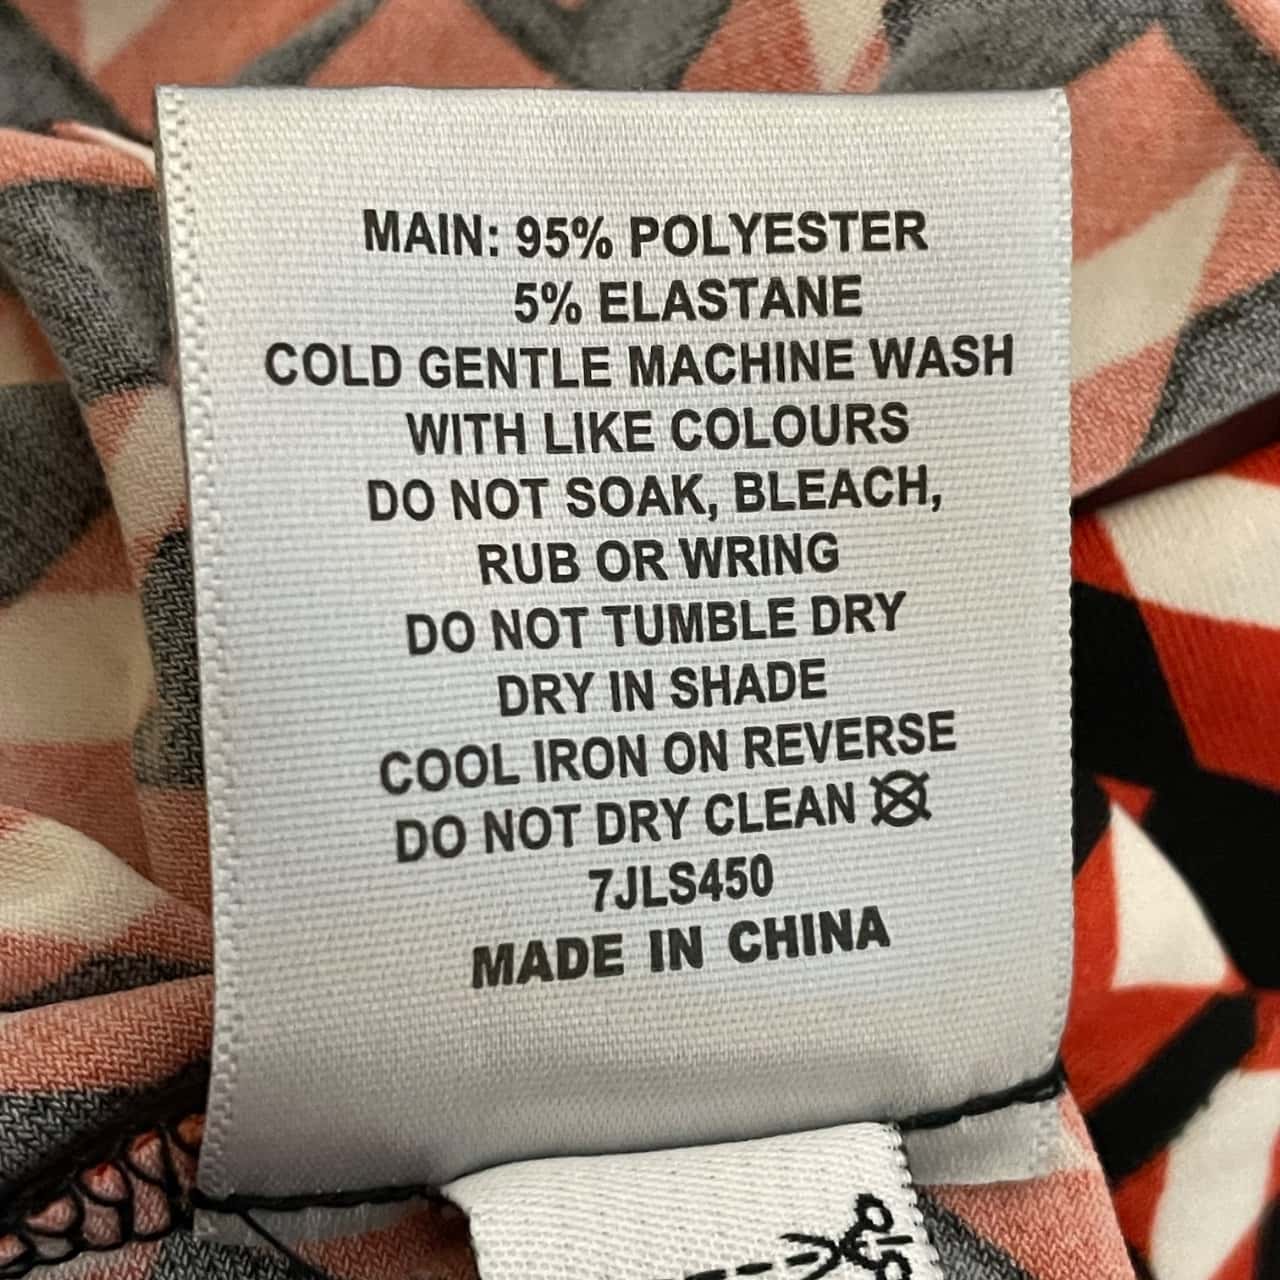 MAIN: 95% POLYESTER
5% ELASTANE
COLD GENTLE MACHINE WASH
WITH LIKE COLOURS
DO NOT SOAK, BLEACH,
RUB OR WRING
DO NOT TUMBLE DRY
DRY IN SHADE
COOL IRON ON REVERSE
DO NOT DRY CLEAN
7JLS450
MADE IN CHINA